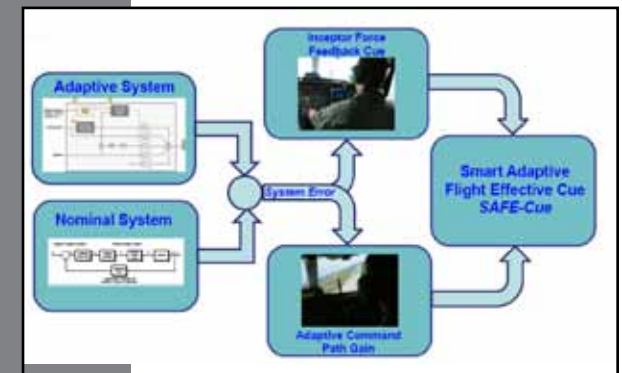 Inceptor Force
Feedback Cue
Adaptive System
System Error
Nominal System
Smart Adaptive
Flight Effective Cue
SAFE-Cue
Adaptive Command
Path Gain